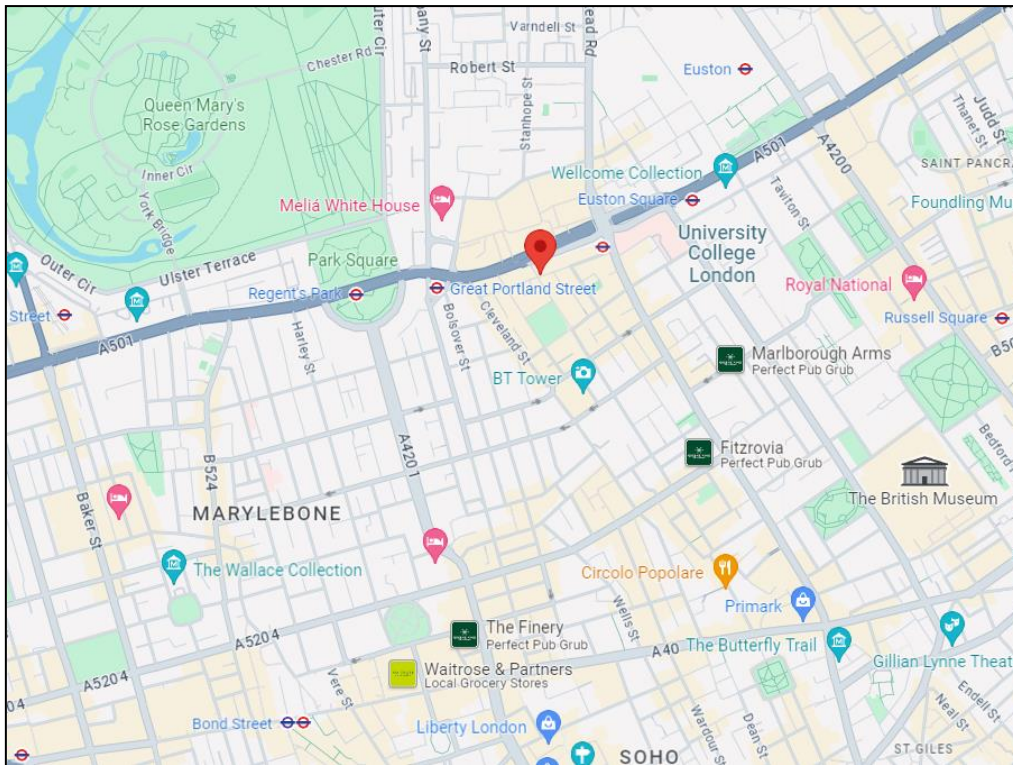 Varndell St
Chester Rd
Robert St
Euston
Queen Mary's
Rose Gardens
Stanhope St
A501
A4200
Judd St
Thanet St
Inner Cir
York Bridge
Wellcome Collection
SAINT PANCRA
Meliá White House
Euston Square
Taviton St
Foundling Mu
Outer Cir
Ulster Terrace
Park Square
University
College
London
Regent's Park
Great Portland Street
Royal National
Street
Russell Square
A501
Harley St
Bolsover St
Cleveland St
Marlborough Arms
Perfect Pub Grub
BT Tower
A4201
B524
Fitzrovia
Perfect Pub Grub
Bedford
The British Museum
Baker St
MARYLEBONE
The Wallace Collection
Circolo Popolare
Primark
Wells St
The Finery
Perfect Pub Grub
A5204
A40
The Butterfly Trail
Gillian Lynne Theat
Waitrose & Partners
Local Grocery Stores
A5204
Vere St
Bond Street
Liberty London
Wardour St
Dean St
Endell St
Neal St
SOHO
ST GILES